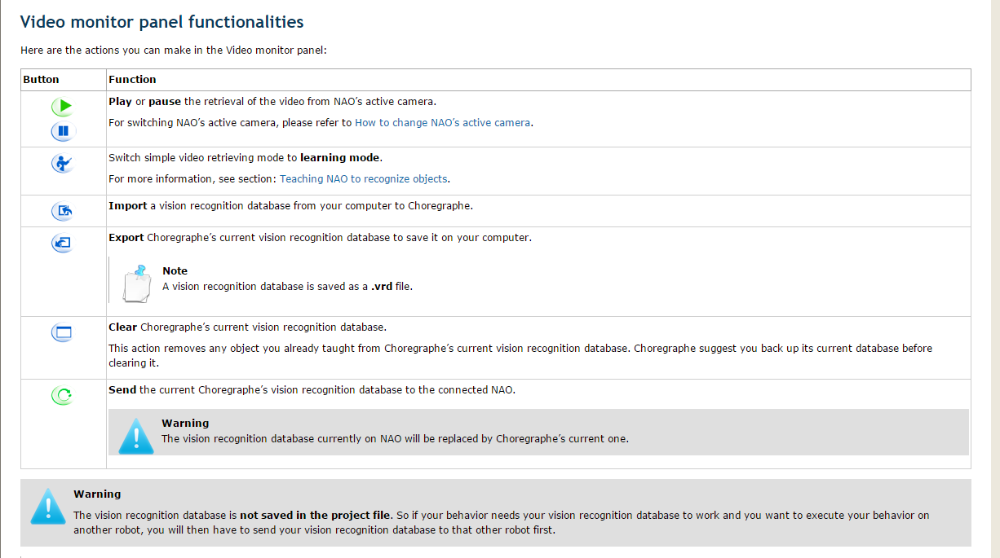 Video monitor panel functionalities
Here are the actions you can make in the Video monitor panel:
Button Function
Play or pause the retrieval of the video from NAO’s active camera.
For switching NAO’s active camera, please refer to How to change NAO’s active camera.
Switch simple video retrieving mode to learning mode.
For more information, see section: Teaching NAO to recognize objects.
Import a vision recognition database from your computer to Choregraphe.
Export Choregraphe’s current vision recognition database to save it on your computer.
Note
A vision recognition database is saved as a .vrd file.
Clear Choregraphe’s current vision recognition database.
This action removes any object you already taught from Choregraphe’s current vision recognition database. Choregraphe suggest you back up its current database before
clearing it.
Send the current Choregraphe’s vision recognition database to the connected NAO.
Warning
The vision recognition database currently on NAO will be replaced by Choregraphe’s current one.
Warning
The vision recognition database is not saved in the project file. So if your behavior needs your vision recognition database to work and you want to execute your behavior on
another robot, you will then have to send your vision recognition database to that other robot first.